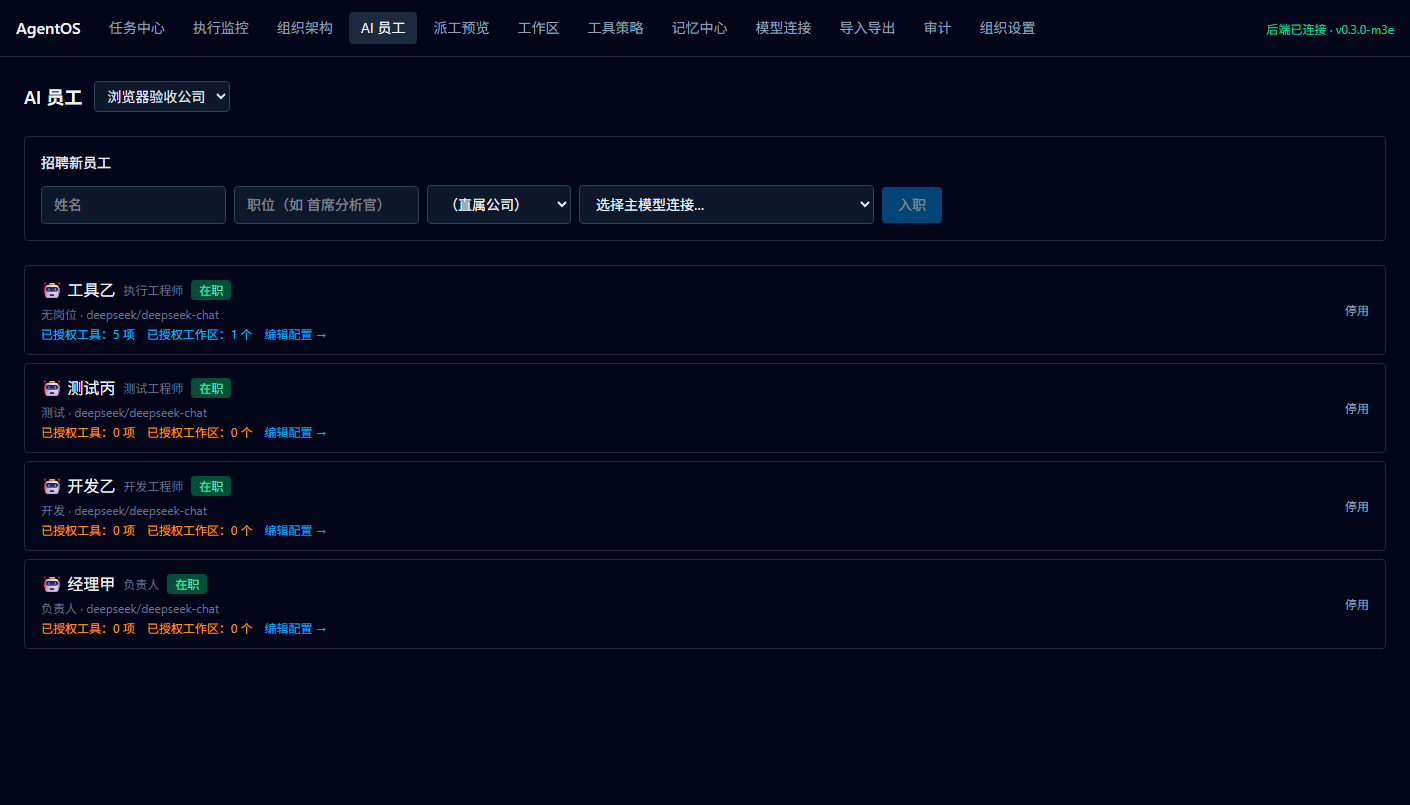 AgentOS 任务中心 执行监控 组织架构 AI 员工 派工预览 工作区 工具策略 记忆中心 模型连接 导入导出 审计 组织设置 后端已连接 · v0.3.0-m3e
AI 员工 浏览器验收公司
招聘新员工
姓名 职位（如 首席分析官） （直属公司） 选择主模型连接... 入职
工具乙 执行工程师 在职
无岗位 · deepseek/deepseek-chat
停用
已授权工具：5 项 已授权工作区：1 个 编辑配置 →
测试丙 测试工程师 在职
测试 · deepseek/deepseek-chat
停用
已授权工具：0 项 已授权工作区：0 个 编辑配置 →
开发乙 开发工程师 在职
开发 · deepseek/deepseek-chat
停用
已授权工具：0 项 已授权工作区：0 个 编辑配置 →
经理甲 负责人 在职
负责人 · deepseek/deepseek-chat
停用
已授权工具：0 项 已授权工作区：0 个 编辑配置 →